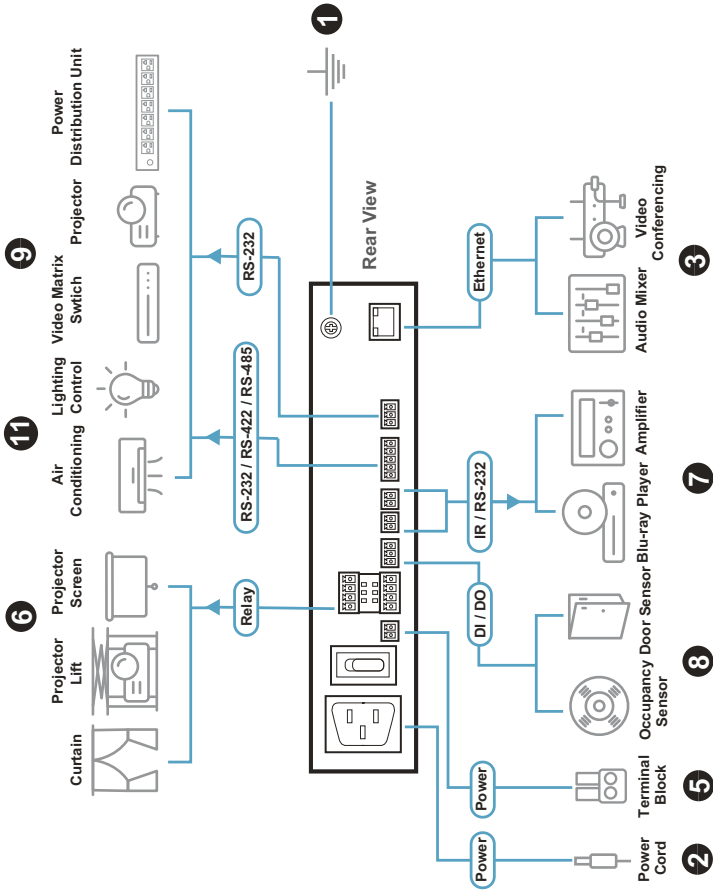 6
11
9
Curtain
Projector
Lift
Projector
Screen
Air
Conditioning
Lighting
Control
Video Matrix
Swtich
Projector
Power
Distribution Unit
Relay
RS-232 / RS-422 / RS-485
RS-232
1
Rear View
Power
Power
DI / DO
IR / RS-232
Ethernet
Power
Cord
Terminal
Block
Occupancy
Sensor
Door Sensor
Blu-ray Player
Amplifier
Audio Mixer
Video
Conferencing
2
5
8
7
3